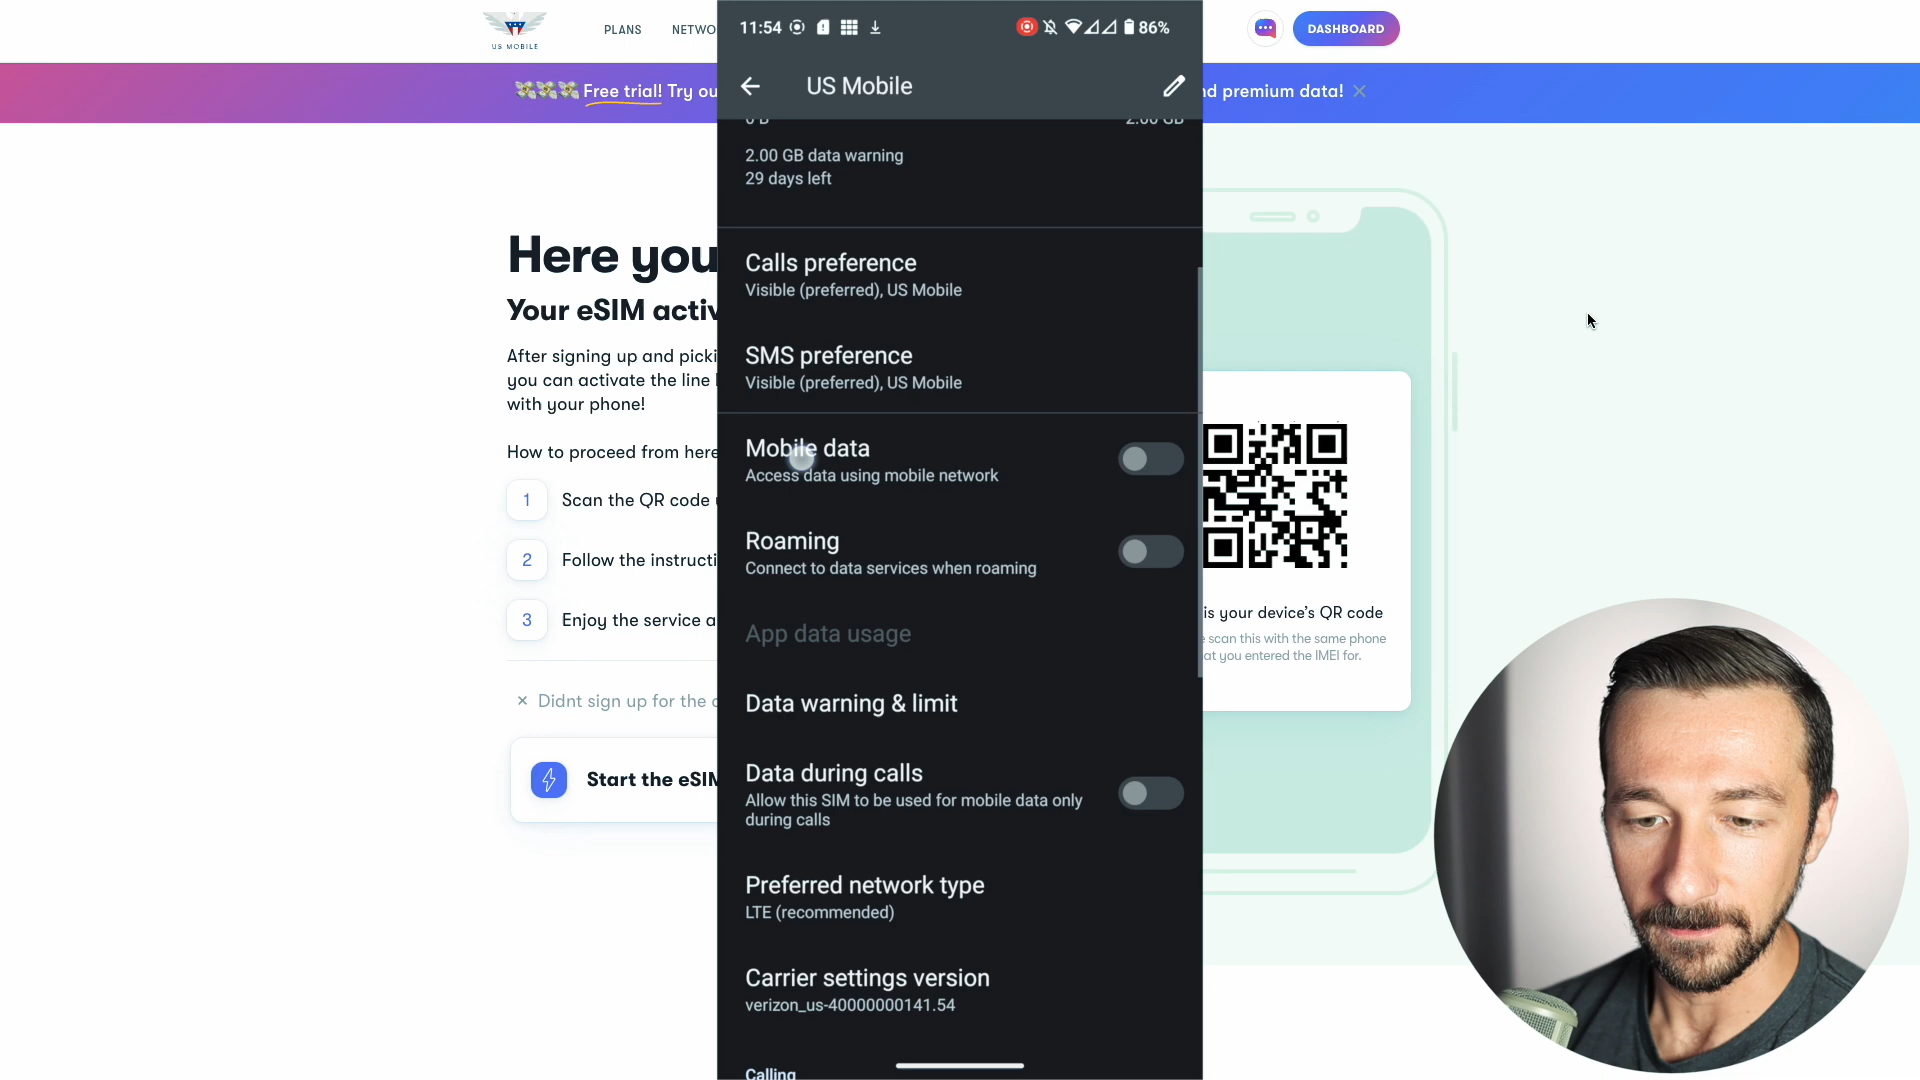 US MOBILE
PLANS
NETWO
DASHBOARD
Free trial! Try ou
nd premium data!
11:54
86%
US Mobile
0 B
2.00 GB
2.00 GB data warning
29 days left
Calls preference
Visible (preferred), US Mobile
SMS preference
Visible (preferred), US Mobile
Mobile data
Access data using mobile network
Roaming
Connect to data services when roaming
App data usage
Data warning & limit
Data during calls
Allow this SIM to be used for mobile data only
during calls
Preferred network type
LTE (recommended)
Carrier settings version
verizon_us-40000000141.54
Calling
Here you
Your eSIM activ
After signing up and picki
you can activate the line
with your phone!
How to proceed from here
1 Scan the QR code
2 Follow the instructi
3 Enjoy the service a
Didnt sign up for the
Start the eSIM
is your device's QR code
scan this with the same phone
at you entered the IMEI for.